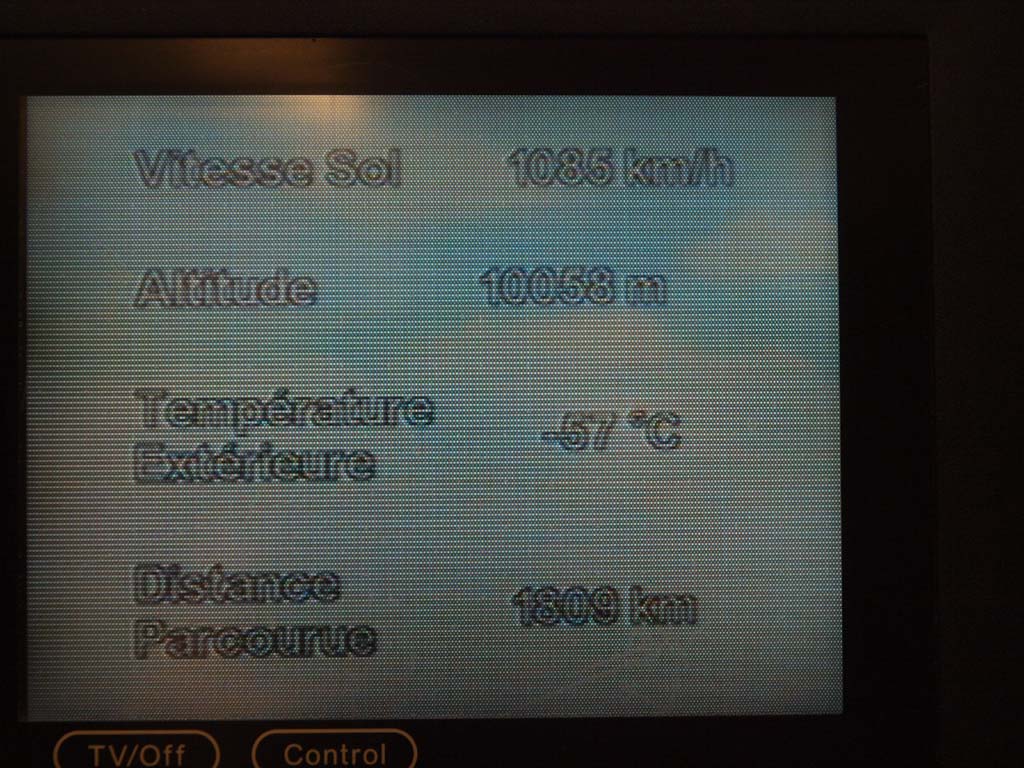 Vitesse Sol 1085 km/h
Altitude 10058 m
Température
Extérieure -57 °C
Distance
Parcourue 1809 km
TV/Off Control